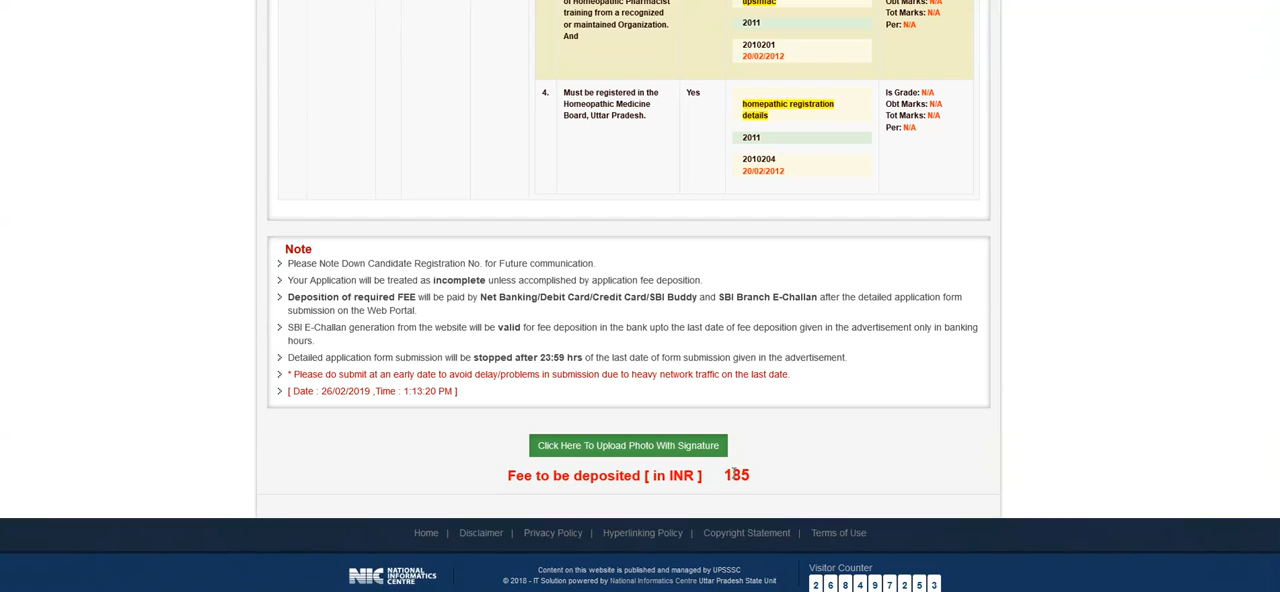 of Homeopathic Pharmacist
training from a recognized
or maintained Organization.
And
upsmfac
2011
2010201
20/02/2012
Obt Marks: N/A
Tot Marks: N/A
Per: N/A
4.
Must be registered in the
Homeopathic Medicine
Board, Uttar Pradesh.
Yes
homepathic registration
details
2011
2010204
20/02/2012
Is Grade: N/A
Obt Marks: N/A
Tot Marks: N/A
Per: N/A
Note
Please Note Down Candidate Registration No. for Future communication.
Your Application will be treated as incomplete unless accomplished by application fee deposition.
Deposition of required FEE will be paid by Net Banking/Debit Card/Credit Card/SBI Buddy and SBI Branch E-Challan after the detailed application form
submission on the Web Portal.
SBI E-Challan generation from the website will be valid for fee deposition in the bank upto the last date of fee deposition given in the advertisement only in banking
hours.
Detailed application form submission will be stopped after 23:59 hrs of the last date of form submission given in the advertisement.
* Please do submit at an early date to avoid delay/problems in submission due to heavy network traffic on the last date.
[ Date : 26/02/2019 ,Time : 1:13:20 PM ]
Click Here To Upload Photo With Signature
Fee to be deposited [ in INR ] 185
Home | Disclaimer | Privacy Policy | Hyperlinking Policy | Copyright Statement | Terms of Use
NIC NATIONAL INFORMATICS CENTRE
Content on this website is published and managed by UPSSSC
© 2018 - IT Solution powered by National Informatics Centre Uttar Pradesh State Unit
Visitor Counter
2 6 8 4 9 7 2 5 3